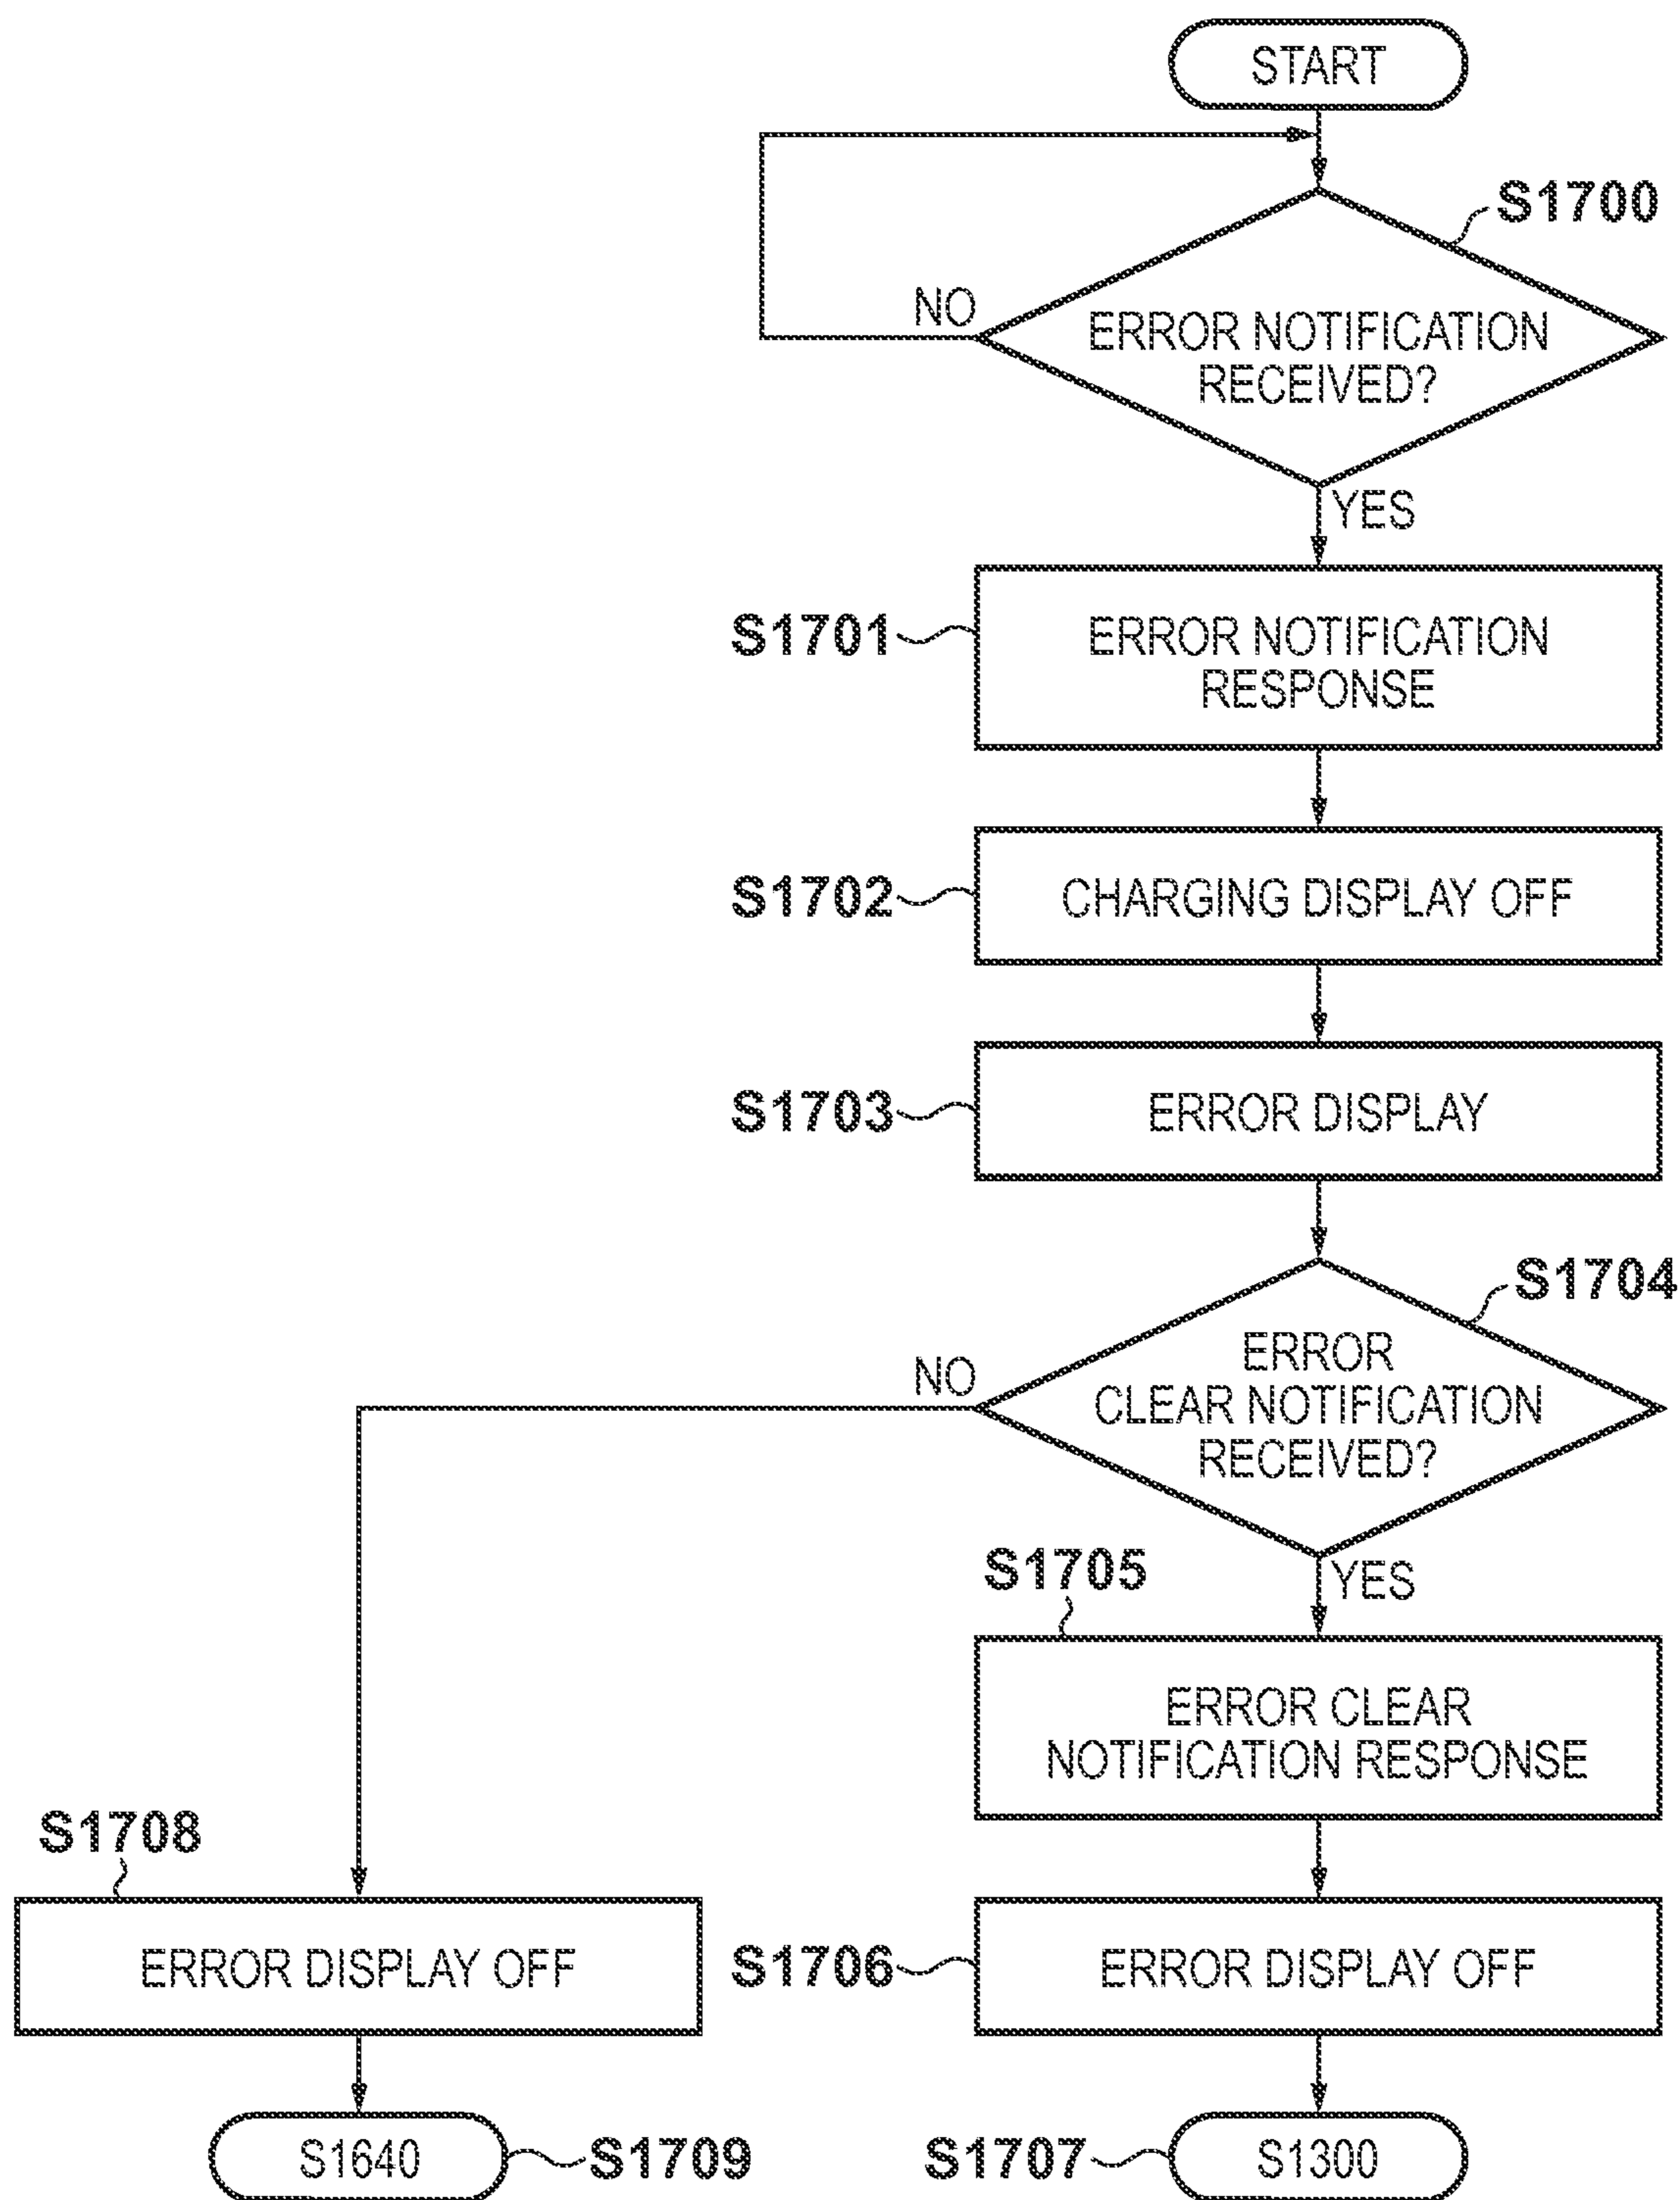 START
S1700
NO
ERROR NOTIFICATION
RECEIVED?
YES
S1701
ERROR NOTIFICATION
RESPONSE
S1702
CHARGING DISPLAY OFF
S1703
ERROR DISPLAY
S1704
NO
ERROR
CLEAR NOTIFICATION
RECEIVED?
YES
S1705
ERROR CLEAR
NOTIFICATION RESPONSE
S1708
ERROR DISPLAY OFF
S1706
ERROR DISPLAY OFF
S1640
S1709
S1707
S1300